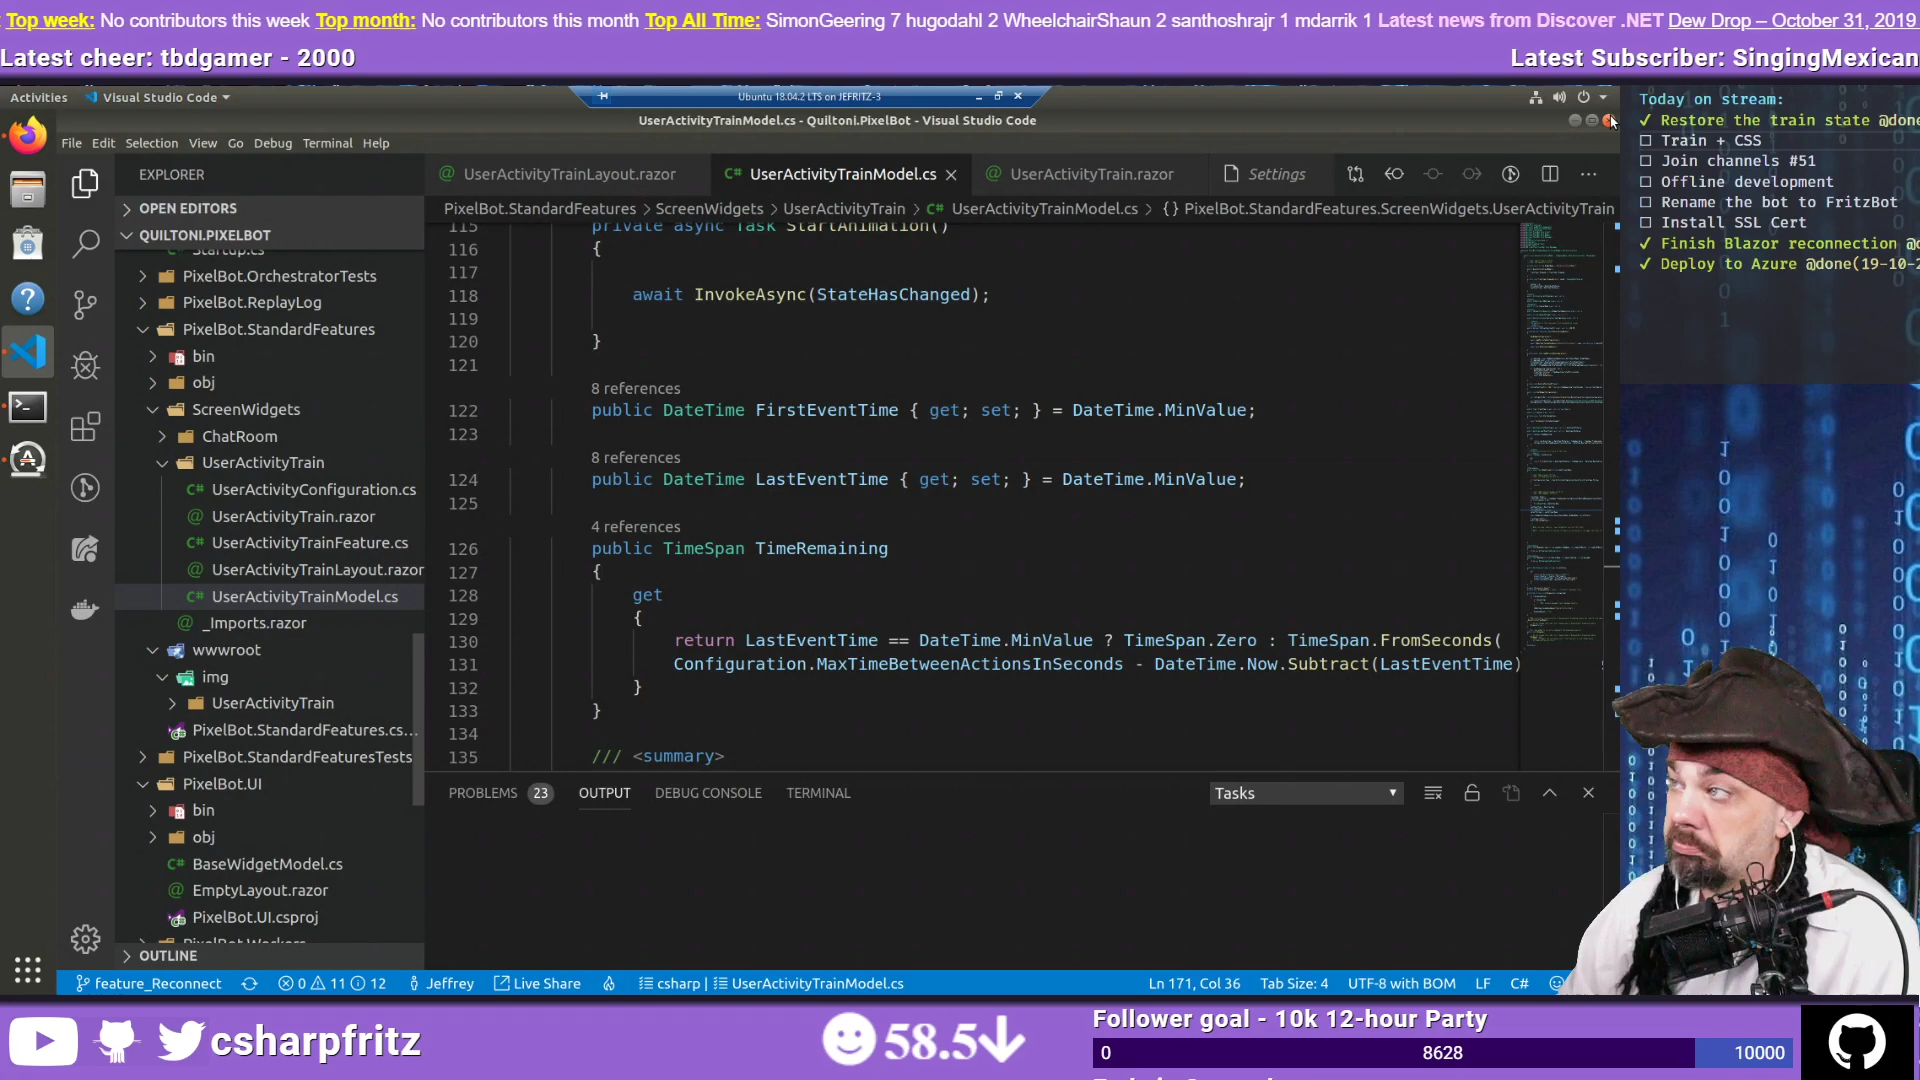 Top week: No contributors this week Top month: No contributors this month Top All Time: SimonGeering 7 hugodahl 2 WheelchairShaun 2 santhoshrajr 1 mdarrik 1 Latest news from Discover .NET Dew Drop – October 31, 2019
Latest cheer: tbdgamer - 2000
Latest Subscriber: SingingMexican
Activities
Visual Studio Code
Ubuntu 18.04.2 LTS on JEFRITZ-3
UserActivityTrainModel.cs - Quiltoni.PixelBot - Visual Studio Code
File Edit Selection View Go Debug Terminal Help
Today on stream:
✓ Restore the train state @done
☐ Train + CSS
☐ Join channels #51
☐ Offline development
☐ Rename the bot to FritzBot
☐ Install SSL Cert
✓ Finish Blazor reconnection
✓ Deploy to Azure @done(19-10-2
EXPLORER
OPEN EDITORS
QUILTONI.PIXELBOT
Startup.cs
PixelBot.OrchestratorTests
PixelBot.ReplayLog
PixelBot.StandardFeatures
bin
obj
ScreenWidgets
ChatRoom
UserActivityTrain
UserActivityConfiguration.cs
UserActivityTrain.razor
UserActivityTrainFeature.cs
UserActivityTrainLayout.razor
UserActivityTrainModel.cs
_Imports.razor
wwwroot
img
UserActivityTrain
PixelBot.StandardFeatures.cs...
PixelBot.StandardFeaturesTests
PixelBot.UI
bin
obj
BaseWidgetModel.cs
EmptyLayout.razor
PixelBot.UI.csproj
PixelBot.Workers
OUTLINE
UserActivityTrainLayout.razor
UserActivityTrainModel.cs
UserActivityTrain.razor
Settings
PixelBot.StandardFeatures > ScreenWidgets > UserActivityTrain > UserActivityTrainModel.cs > {} PixelBot.StandardFeatures.ScreenWidgets.UserActivityTrain
115 private async Task StartAnimation()
116 {
117
118 await InvokeAsync(StateHasChanged);
119
120 }
121
8 references
122 public DateTime FirstEventTime { get; set; } = DateTime.MinValue;
123
8 references
124 public DateTime LastEventTime { get; set; } = DateTime.MinValue;
125
4 references
126 public TimeSpan TimeRemaining
127 {
128 get
129 {
130 return LastEventTime == DateTime.MinValue ? TimeSpan.Zero : TimeSpan.FromSeconds(
131 Configuration.MaxTimeBetweenActionsInSeconds - DateTime.Now.Subtract(LastEventTime)
132 }
133 }
134
135 /// <summary>
PROBLEMS 23 OUTPUT DEBUG CONSOLE TERMINAL
Tasks
feature_Reconnect
0 11 12
Jeffrey
Live Share
csharp | UserActivityTrainModel.cs
Ln 171, Col 36
Tab Size: 4
UTF-8 with BOM
LF
C#
csharpfritz
58.5
Follower goal - 10k 12-hour Party
0 8628 10000